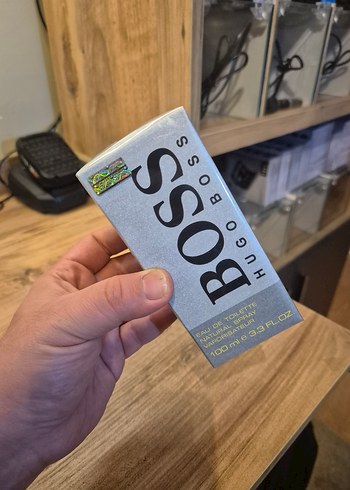 BOSS
HUGO BOSS
EAU DE TOILETTE
NATURAL SPRAY
VAPORISATEUR
100 ml e 3.3 FL.OZ